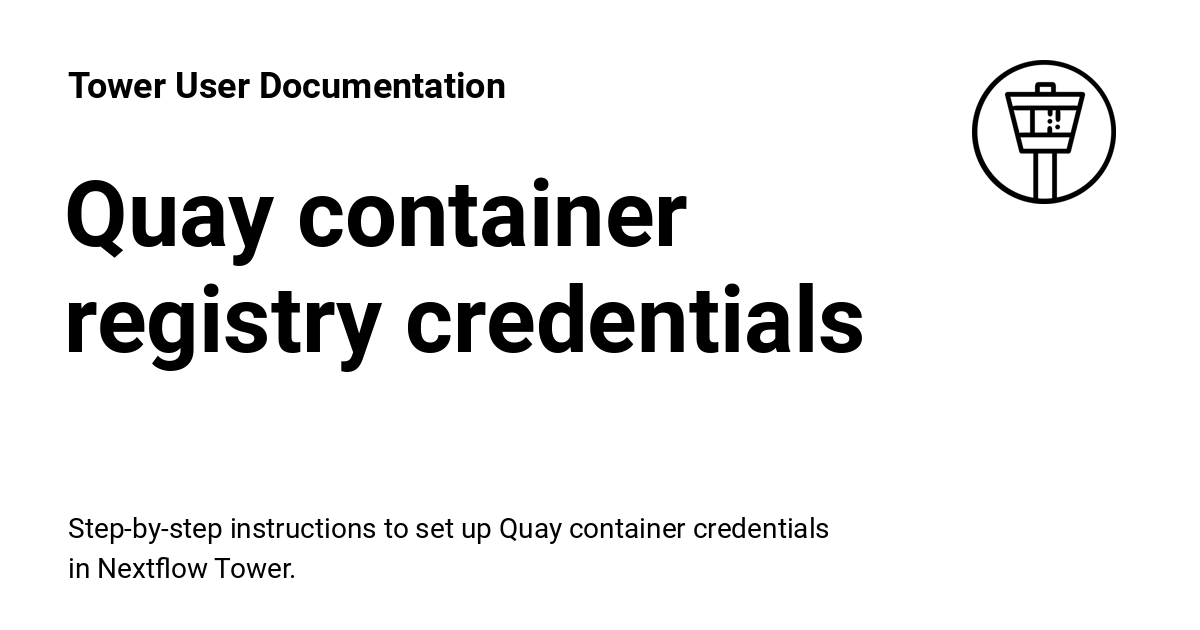 Tower User Documentation
Quay container
registry credentials
Step-by-step instructions to set up Quay container credentials
in Nextflow Tower.